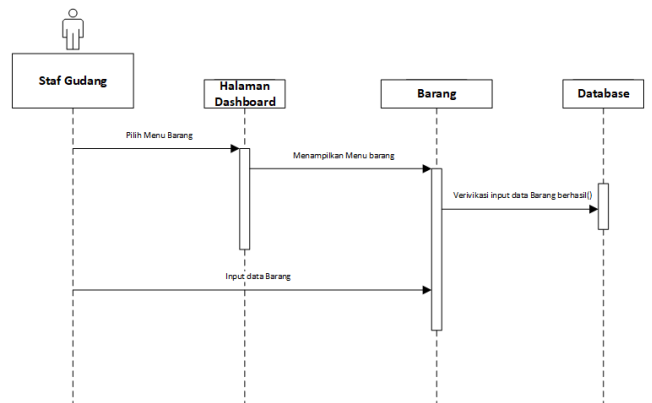 Staf Gudang
Halaman
Dashboard
Barang
Database
Pilih Menu Barang
Menampilkan Menu barang
Verivikasi input data Barang berhasil()
Input data Barang